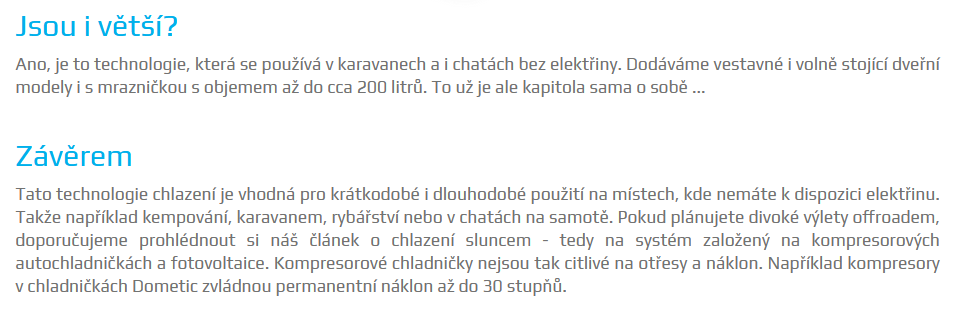 Jsou i větší?
Ano, je to technologie, která se používá v karavanech a i chatách bez elektřiny. Dodáváme vestavné i volně stojící dveřní
modely i s mrazničkou s objemem až do cca 200 litrů. To už je ale kapitola sama o sobě ...
Závěrem
Tato technologie chlazení je vhodná pro krátkodobé i dlouhodobé použití na místech, kde nemáte k dispozici elektřinu.
Takže například kempování, karavanem, rybářství nebo v chatách na samotě. Pokud plánujete divoké výlety offroadem,
doporučujeme prohlédnout si náš článek o chlazení sluncem - tedy na systém založený na kompresorových
autochladničkách a fotovoltaice. Kompresorové chladničky nejsou tak citlivé na otřesy a náklon. Například kompresory
v chladničkách Dometic zvládnou permanentní náklon až do 30 stupňů.